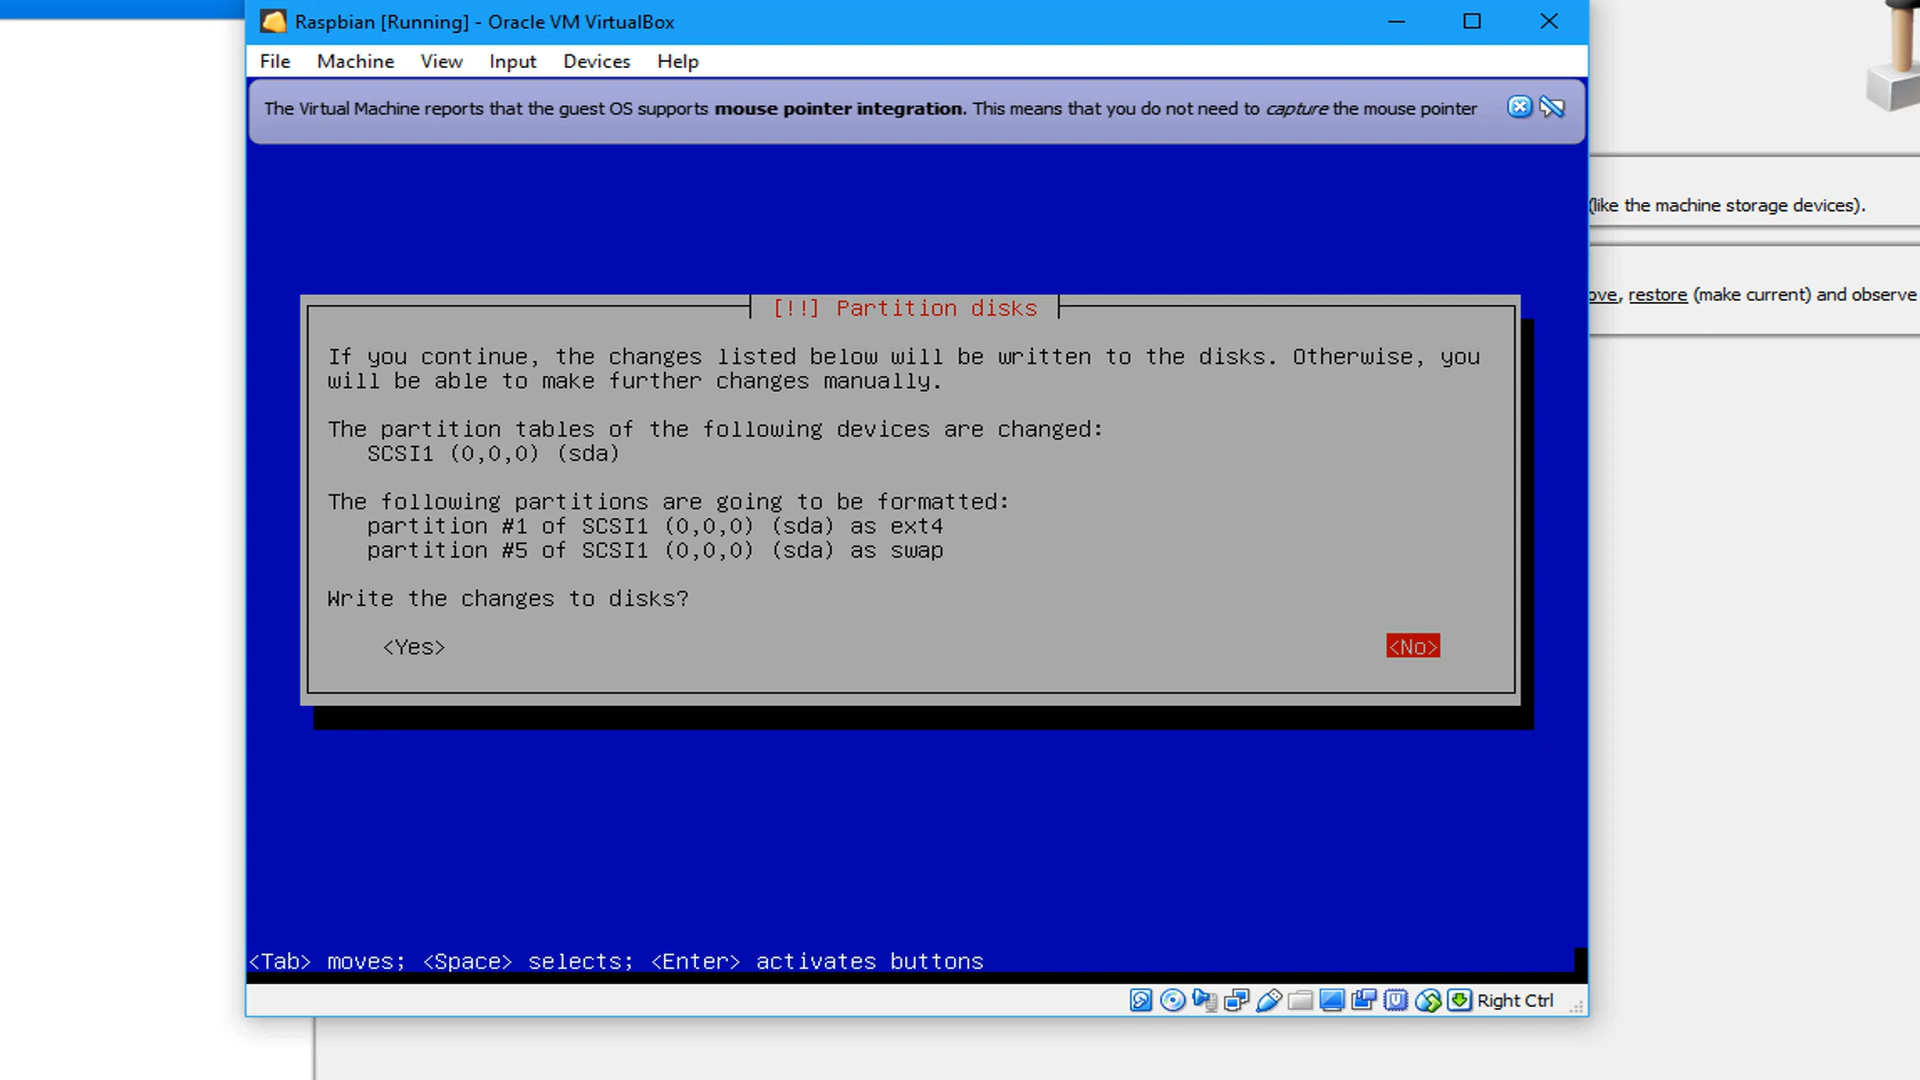 Raspbian [Running] - Oracle VM VirtualBox
File Machine View Input Devices Help
The Virtual Machine reports that the guest OS supports mouse pointer integration. This means that you do not need to capture the mouse pointer
(like the machine storage devices).
ove, restore (make current) and observe
[!!] Partition disks
If you continue, the changes listed below will be written to the disks. Otherwise, you
will be able to make further changes manually.
The partition tables of the following devices are changed:
SCSI1 (0,0,0) (sda)
The following partitions are going to be formatted:
partition #1 of SCSI1 (0,0,0) (sda) as ext4
partition #5 of SCSI1 (0,0,0) (sda) as swap
Write the changes to disks?
<Yes> <No>
<Tab> moves; <Space> selects; <Enter> activates buttons
Right Ctrl